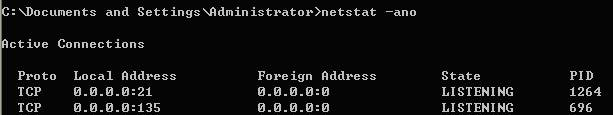 C:\Documents and Settings\Administrator>netstat -ano
Active Connections
Proto Local Address Foreign Address State PID
TCP 0.0.0.0:21 0.0.0.0:0 LISTENING 1264
TCP 0.0.0.0:135 0.0.0.0:0 LISTENING 696